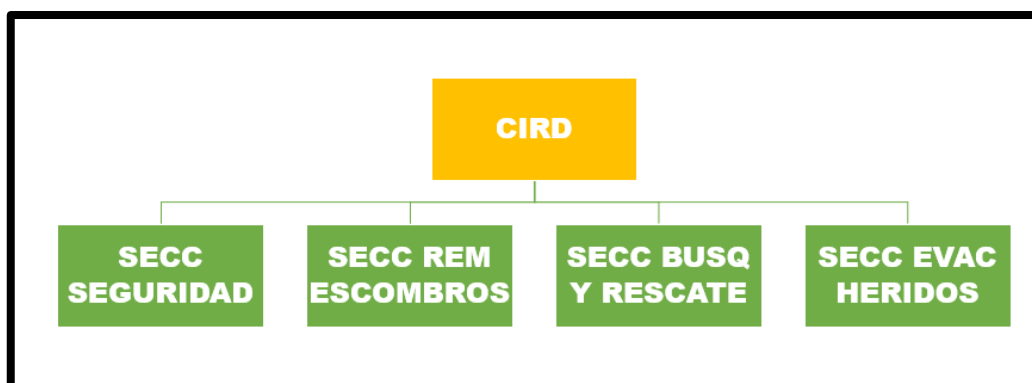 CIRD
SECC
SEGURIDAD
SECC REM
ESCOMBROS
SECC BUSQ
Y RESCATE
SECC EVAC
HERIDOS